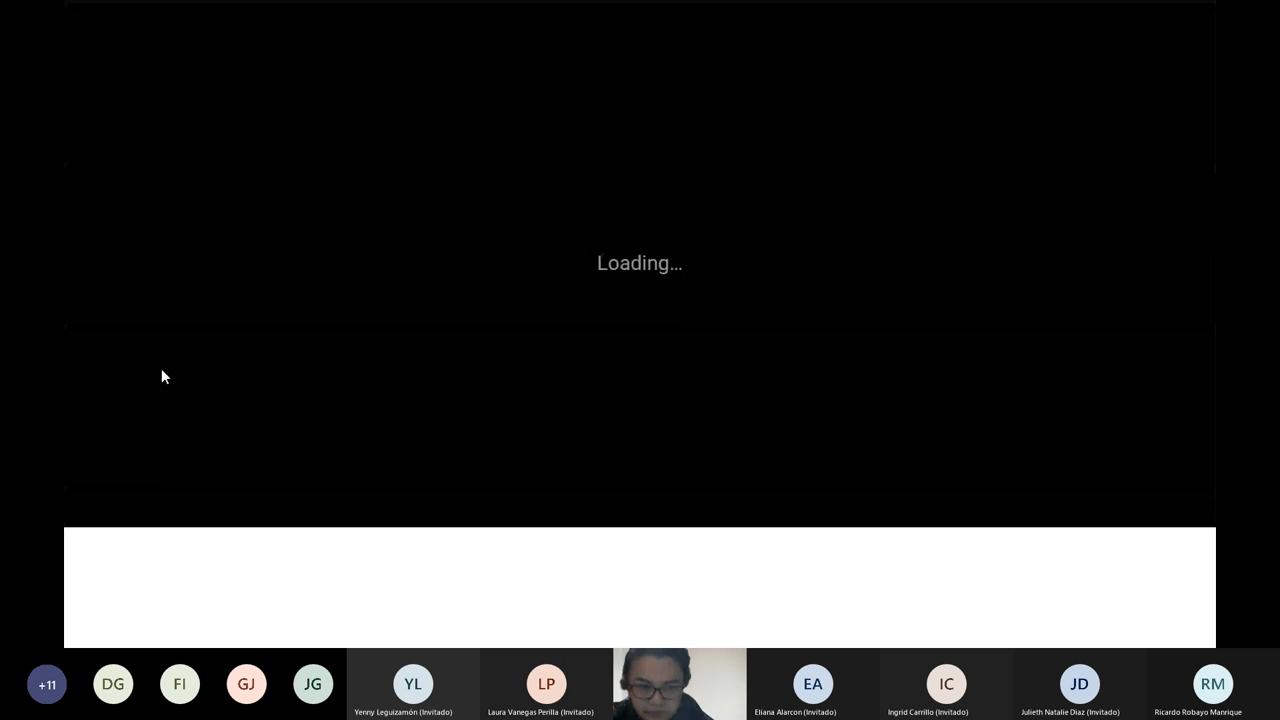 Loading...
+11
DG
FI
GJ
JG
YL
LP
EA
IC
JD
RM
Yenny Leguizamón (Invitado)
Laura Vanegas Perilla (Invitado)
Eliana Alarcon (Invitado)
Ingrid Carrillo (Invitado)
Julieth Natalie Diaz (Invitado)
Ricardo Robayo Manrique